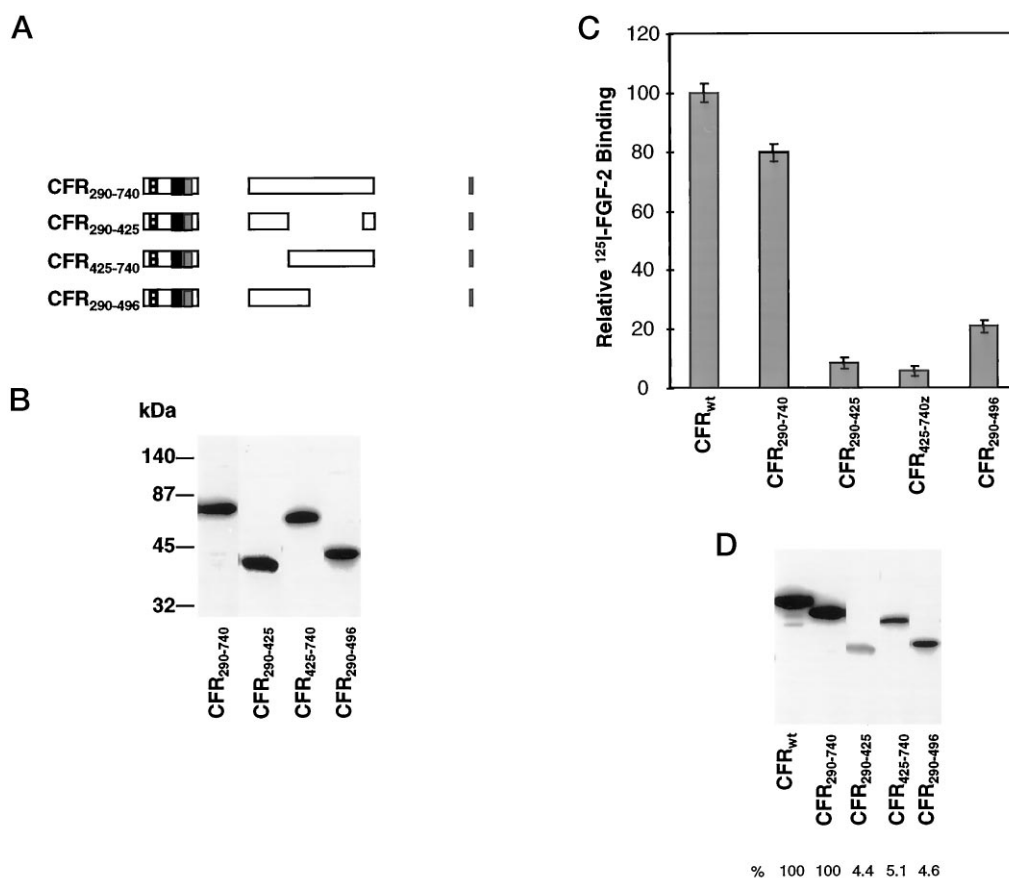 A
CFR290-740
CFR290-425
CFR425-740
CFR290-496
B
kDa
140
87
45
32
CFR290-740
CFR290-425
CFR425-740
CFR290-496
C
Relative 125I-FGF-2 Binding
120
100
80
60
40
20
0
CFRwt
CFR290-740
CFR290-425
CFR425-740z
CFR290-496
D
CFRwt
CFR290-740
CFR290-425
CFR425-740
CFR290-496
% 100 100 4.4 5.1 4.6